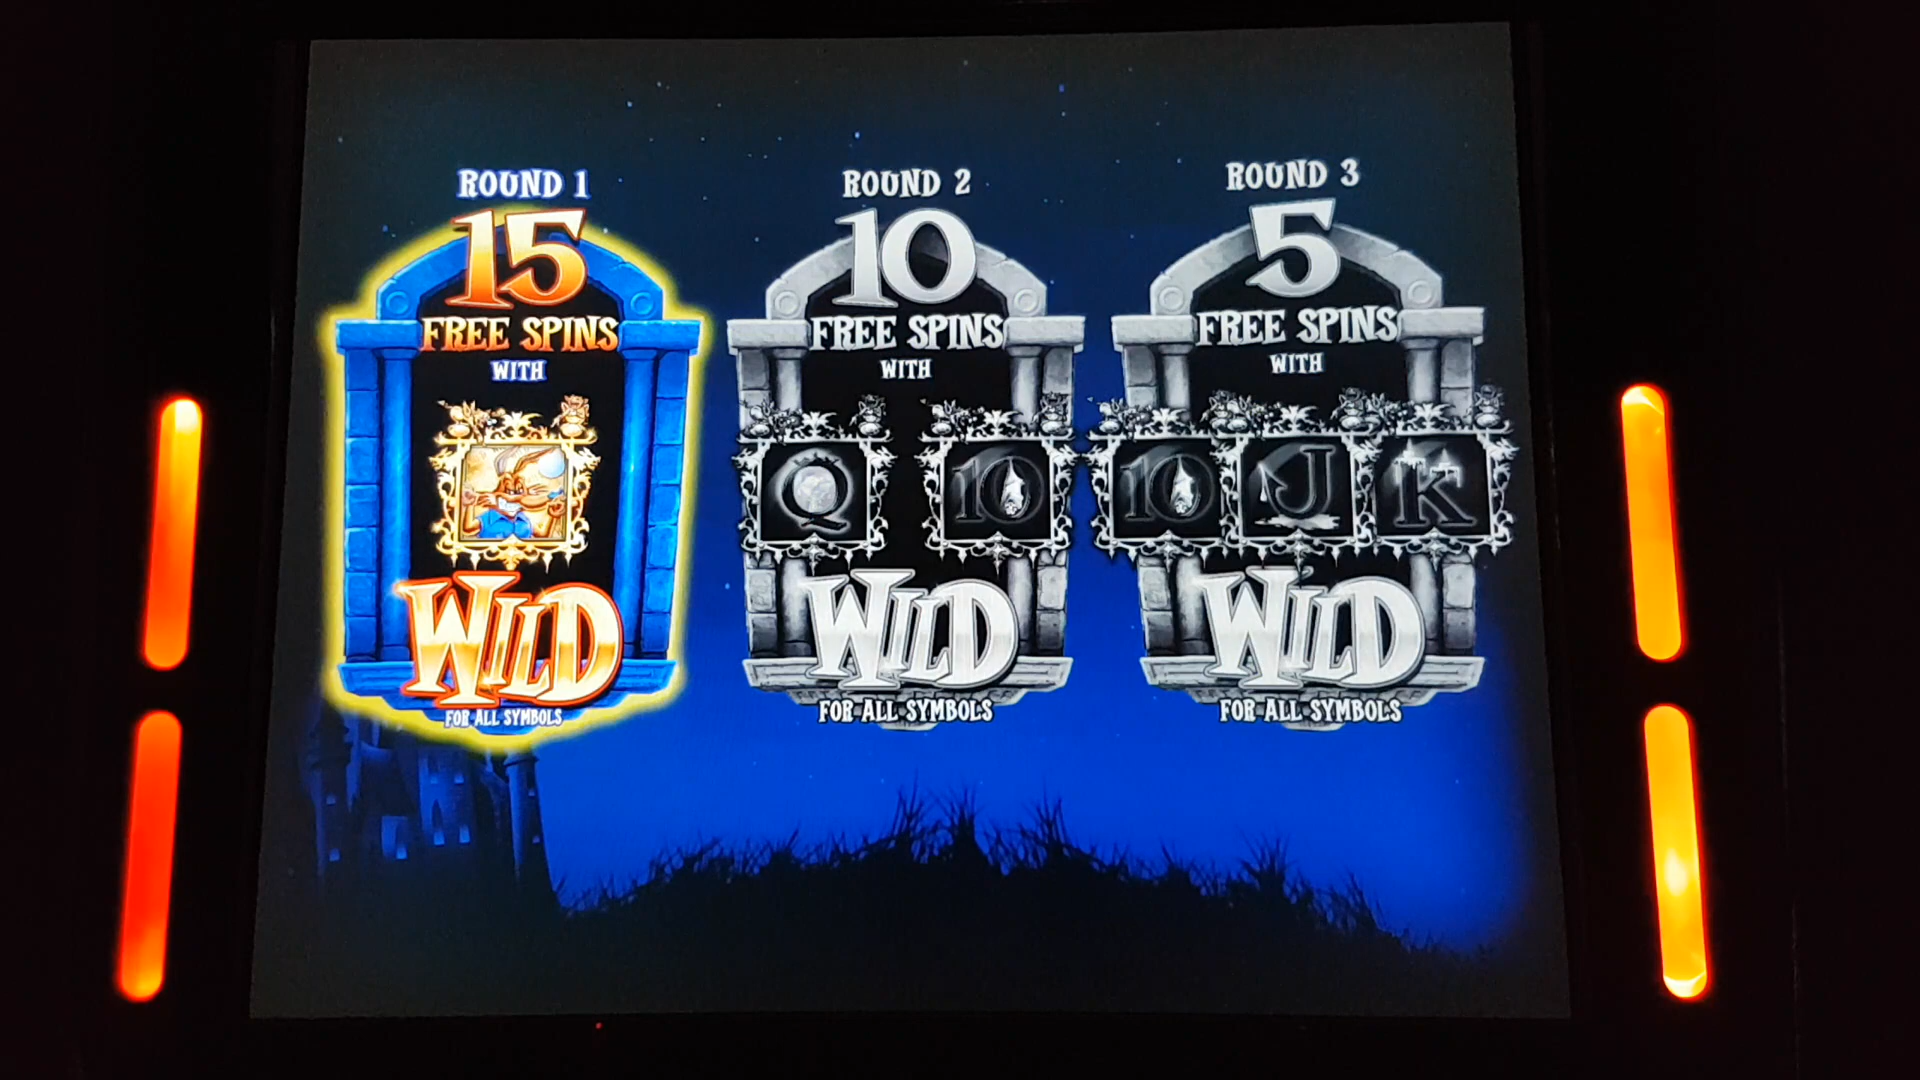 ROUND 1
15
FREE SPINS
WITH
WILD
FOR ALL SYMBOLS
ROUND 2
10
FREE SPINS
WITH
Q 10
WILD
FOR ALL SYMBOLS
ROUND 3
5
FREE SPINS
WITH
10 J K
WILD
FOR ALL SYMBOLS